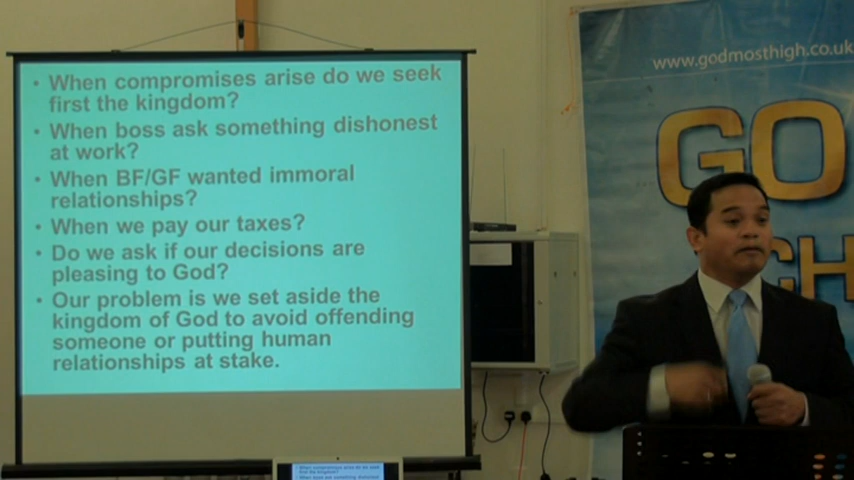 • When compromises arise do we seek
first the kingdom?
• When boss ask something dishonest
at work?
• When BF/GF wanted immoral
relationships?
• When we pay our taxes?
• Do we ask if our decisions are
pleasing to God?
• Our problem is we set aside the
kingdom of God to avoid offending
someone or putting human
relationships at stake.
www.godmosthigh.co.uk
GO
CH